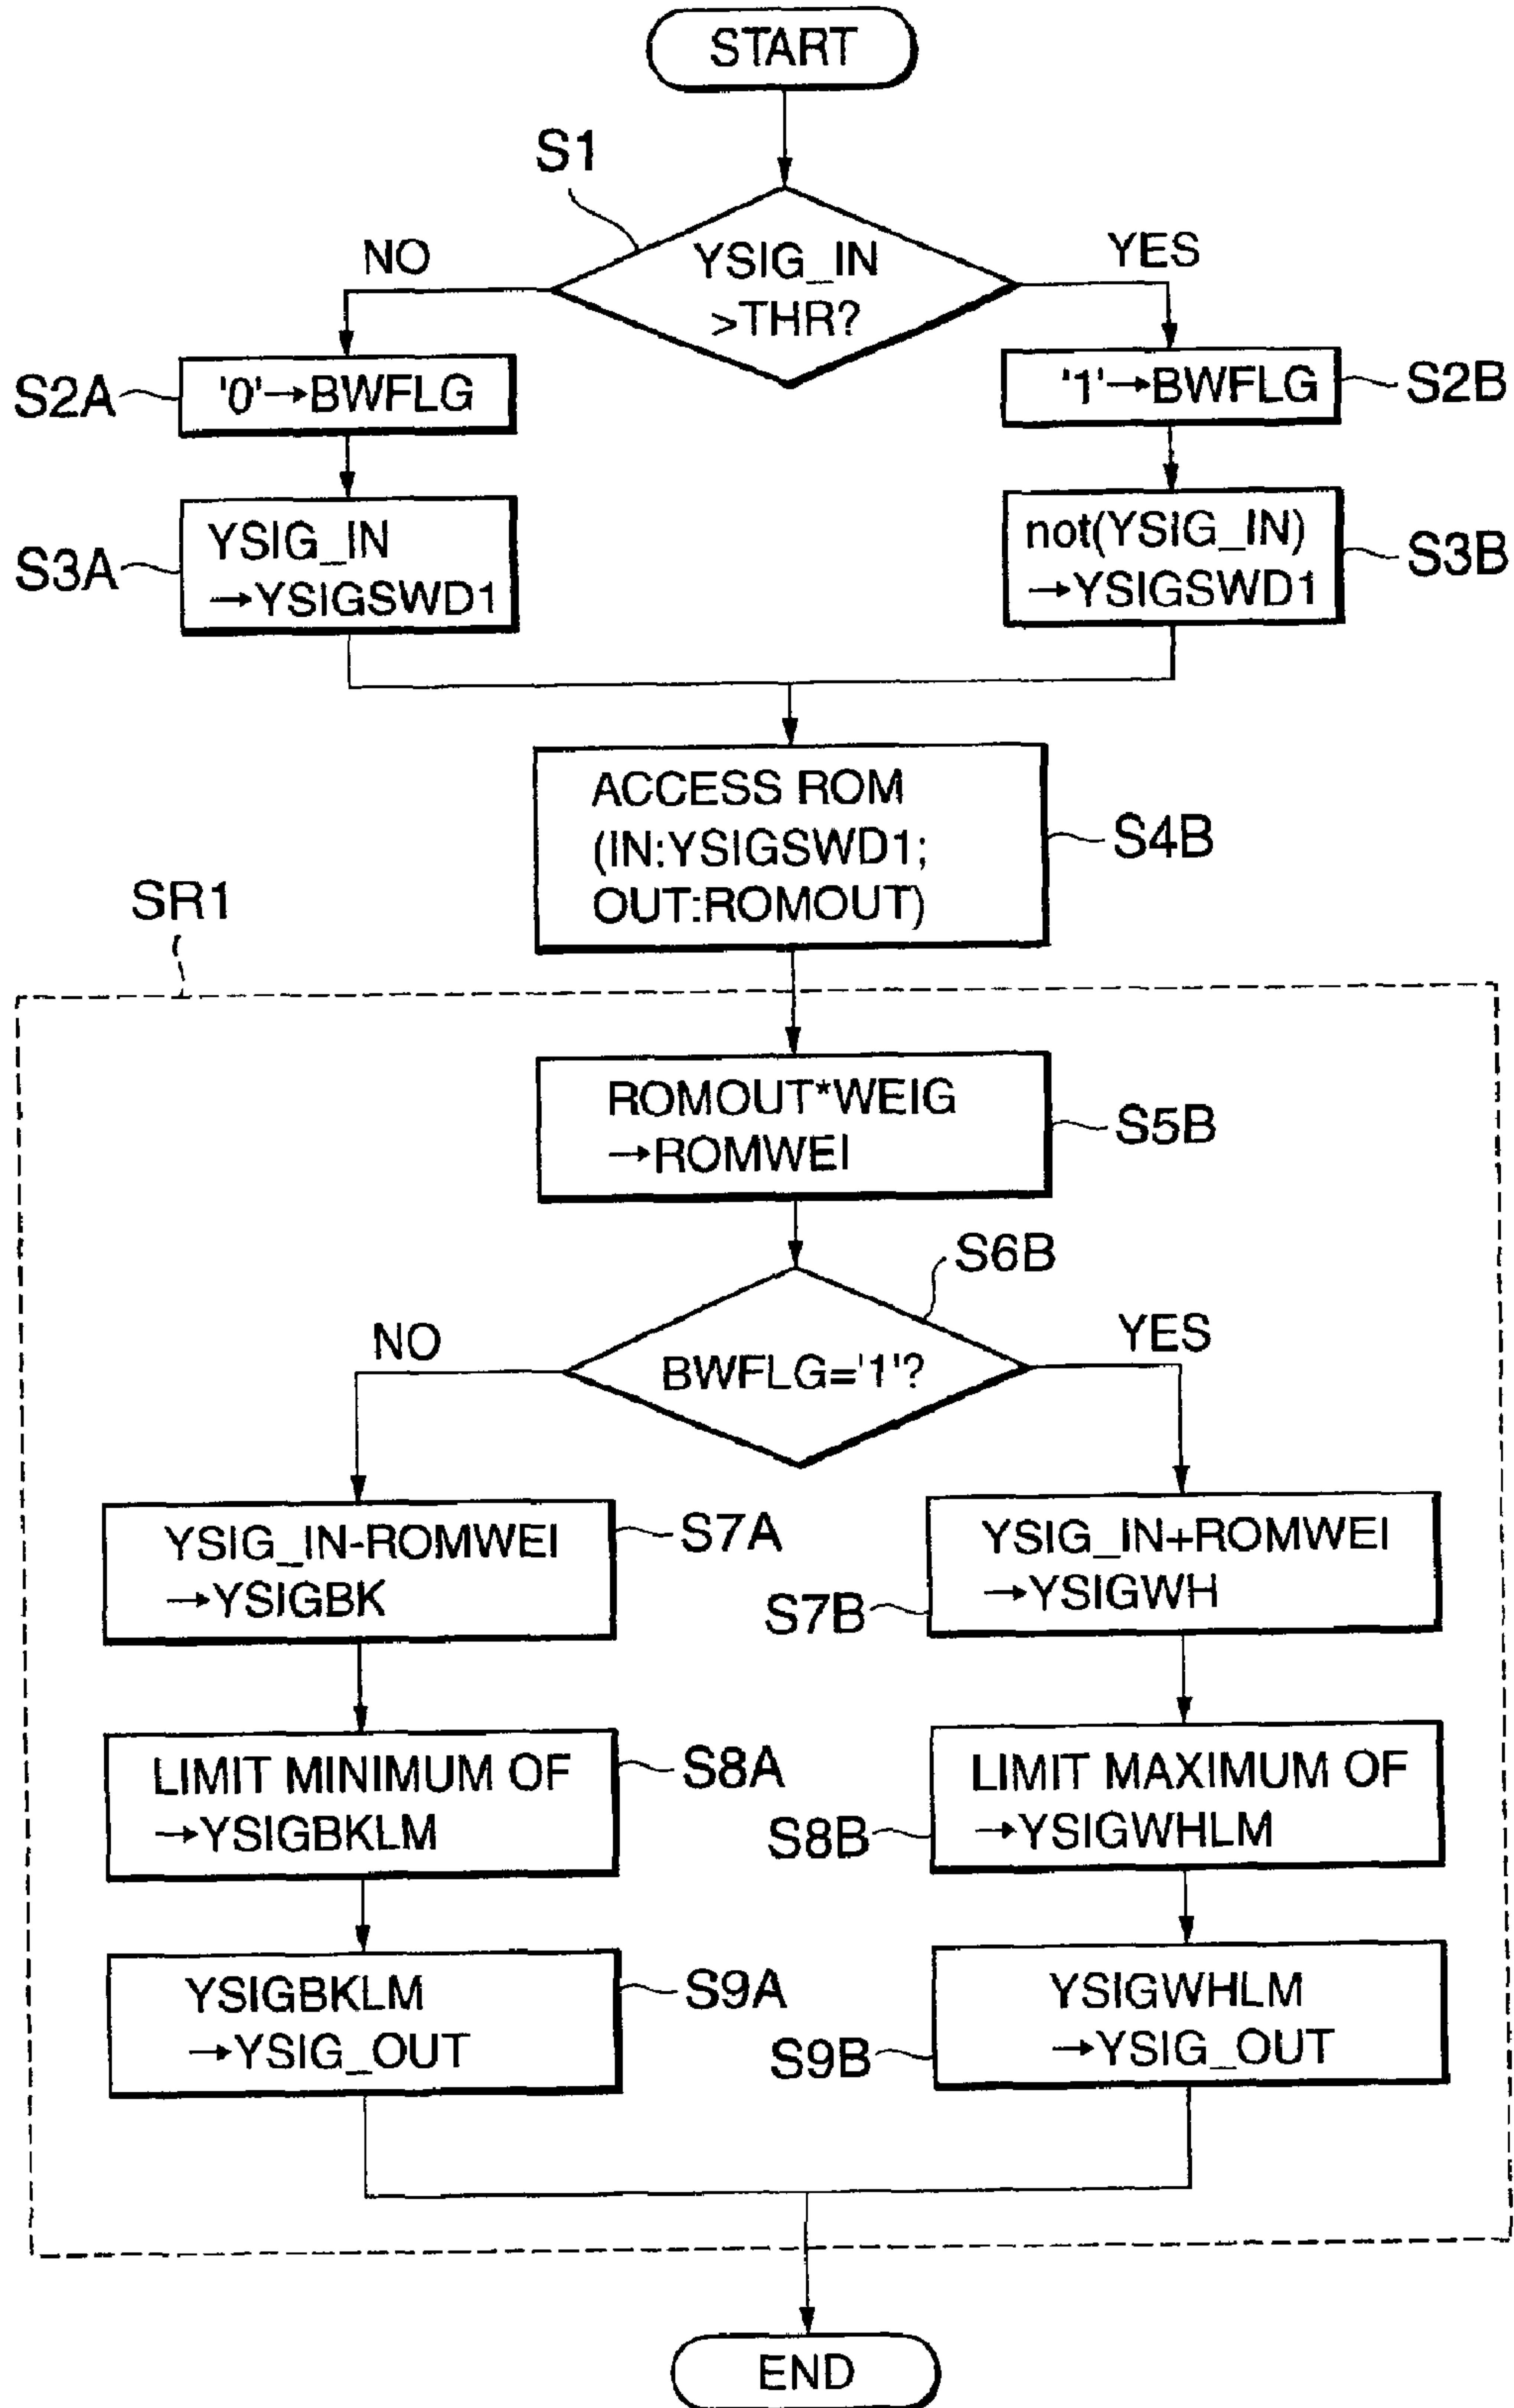 START
S1
YSIG_IN
>THR?
NO
YES
S2A
'0'→BWFLG
'1'→BWFLG
S2B
S3A
YSIG_IN
→YSIGSWD1
not(YSIG_IN)
→YSIGSWD1
S3B
ACCESS ROM
(IN:YSIGSWD1;
OUT:ROMOUT)
S4B
SR1
ROMOUT*WEIG
→ROMWEI
S5B
S6B
NO
BWFLG='1'?
YES
YSIG_IN-ROMWEI
→YSIGBK
S7A
YSIG_IN+ROMWEI
→YSIGWH
S7B
LIMIT MINIMUM OF
→YSIGBKLM
S8A
LIMIT MAXIMUM OF
→YSIGWHLM
S8B
YSIGBKLM
→YSIG_OUT
S9A
YSIGWHLM
→YSIG_OUT
S9B
END